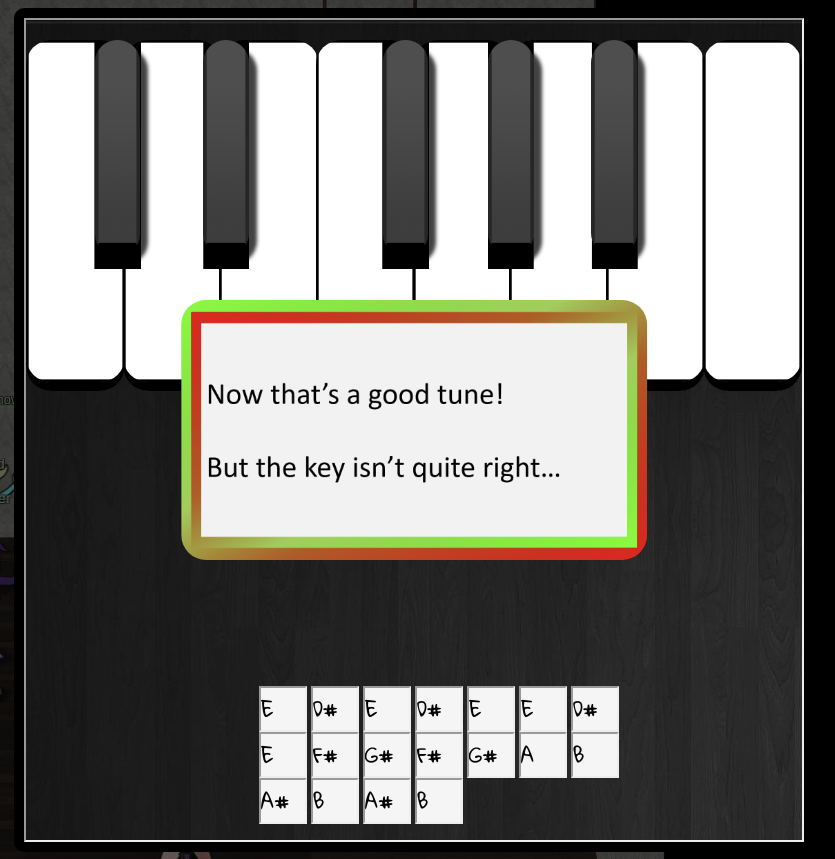 Now that’s a good tune!
But the key isn’t quite right...
E D# E D# E E D#
E F# G# F# G# A B
A# B A# B